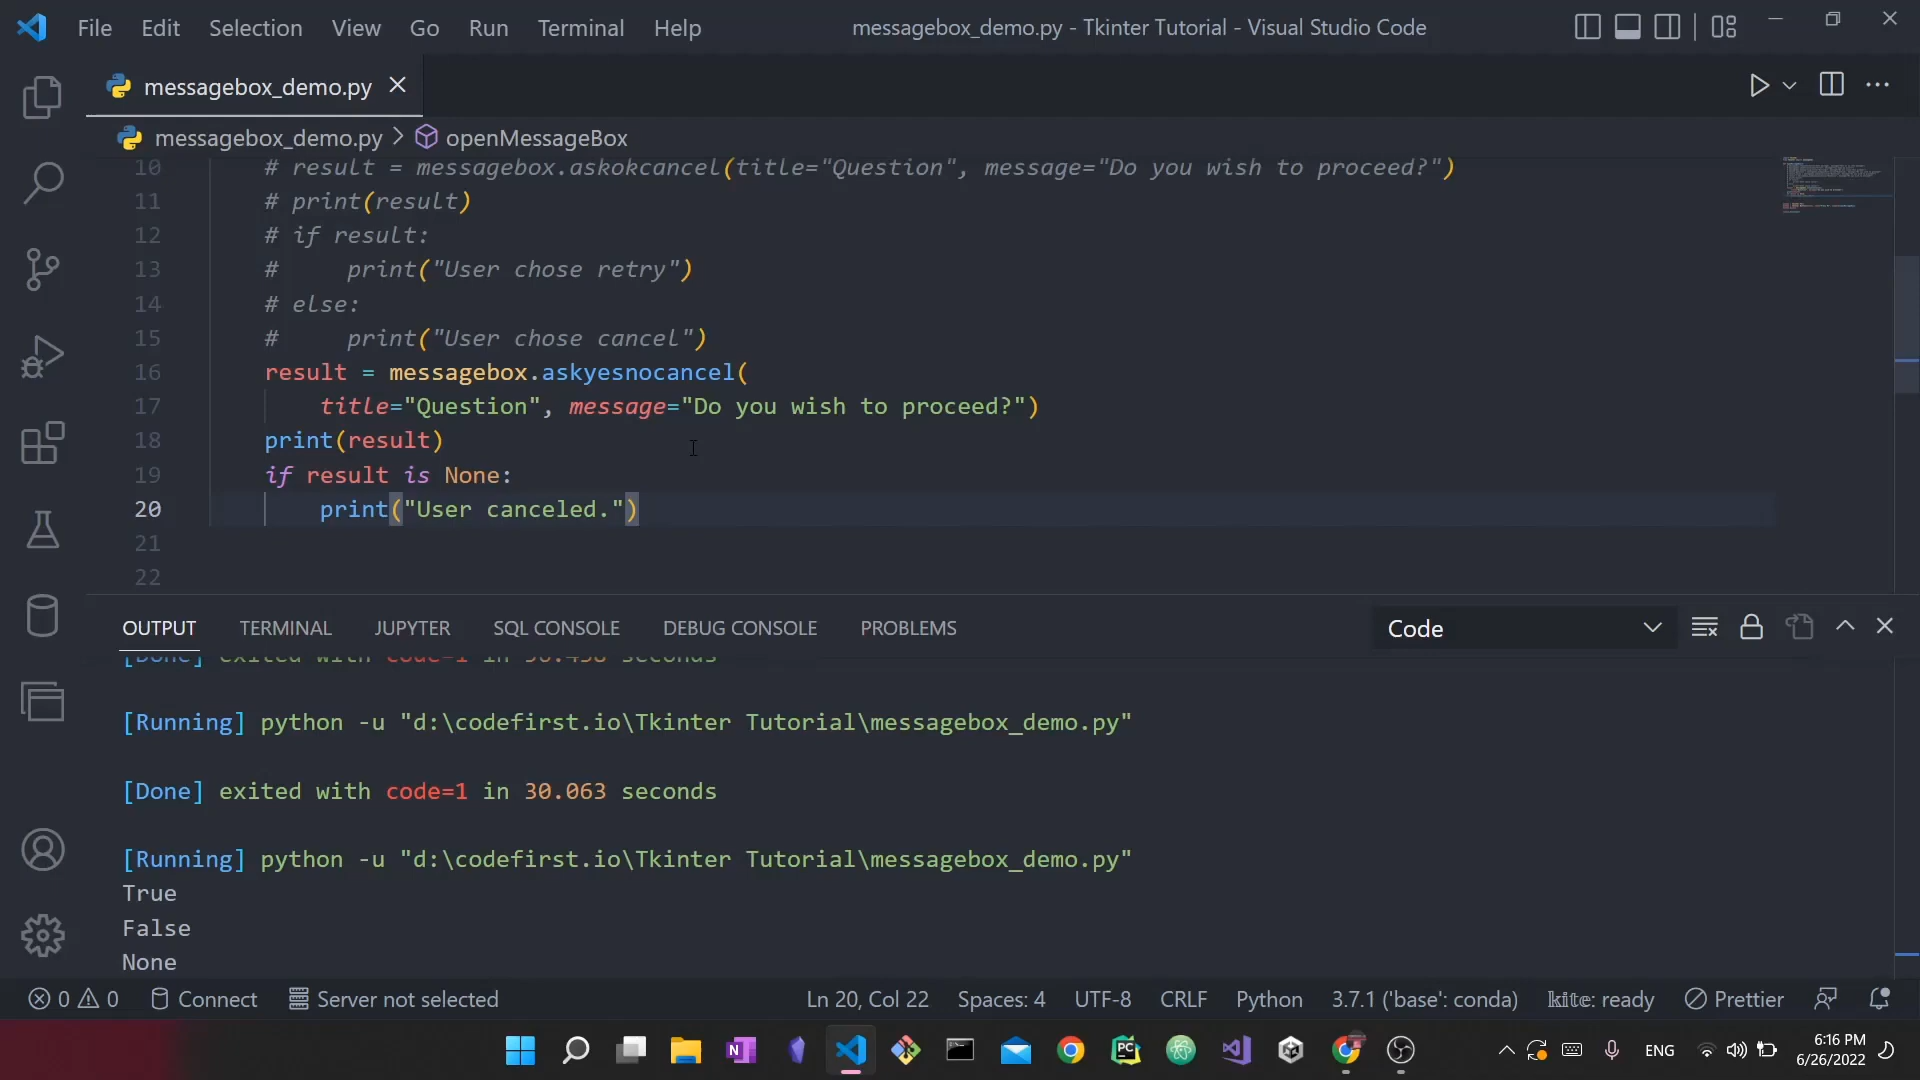 File Edit Selection View Go Run Terminal Help
messagebox_demo.py - Tkinter Tutorial - Visual Studio Code
messagebox_demo.py
messagebox_demo.py > openMessageBox
10 # result = messagebox.askokcancel(title="Question", message="Do you wish to proceed?")
11 # print(result)
12 # if result:
13 #     print("User chose retry")
14 # else:
15 #     print("User chose cancel")
16 result = messagebox.askyesnocancel(
17     title="Question", message="Do you wish to proceed?")
18 print(result)
19 if result is None:
20     print("User canceled.")
21
22
OUTPUT TERMINAL JUPYTER SQL CONSOLE DEBUG CONSOLE PROBLEMS
Code
[Done] exited with code=1 in 50.458 seconds
[Running] python -u "d:\codefirst.io\Tkinter Tutorial\messagebox_demo.py"
[Done] exited with code=1 in 30.063 seconds
[Running] python -u "d:\codefirst.io\Tkinter Tutorial\messagebox_demo.py"
True
False
None
0 0 Connect Server not selected Ln 20, Col 22 Spaces: 4 UTF-8 CRLF Python 3.7.1 ('base': conda) kite: ready Prettier
ENG
6:16 PM
6/26/2022